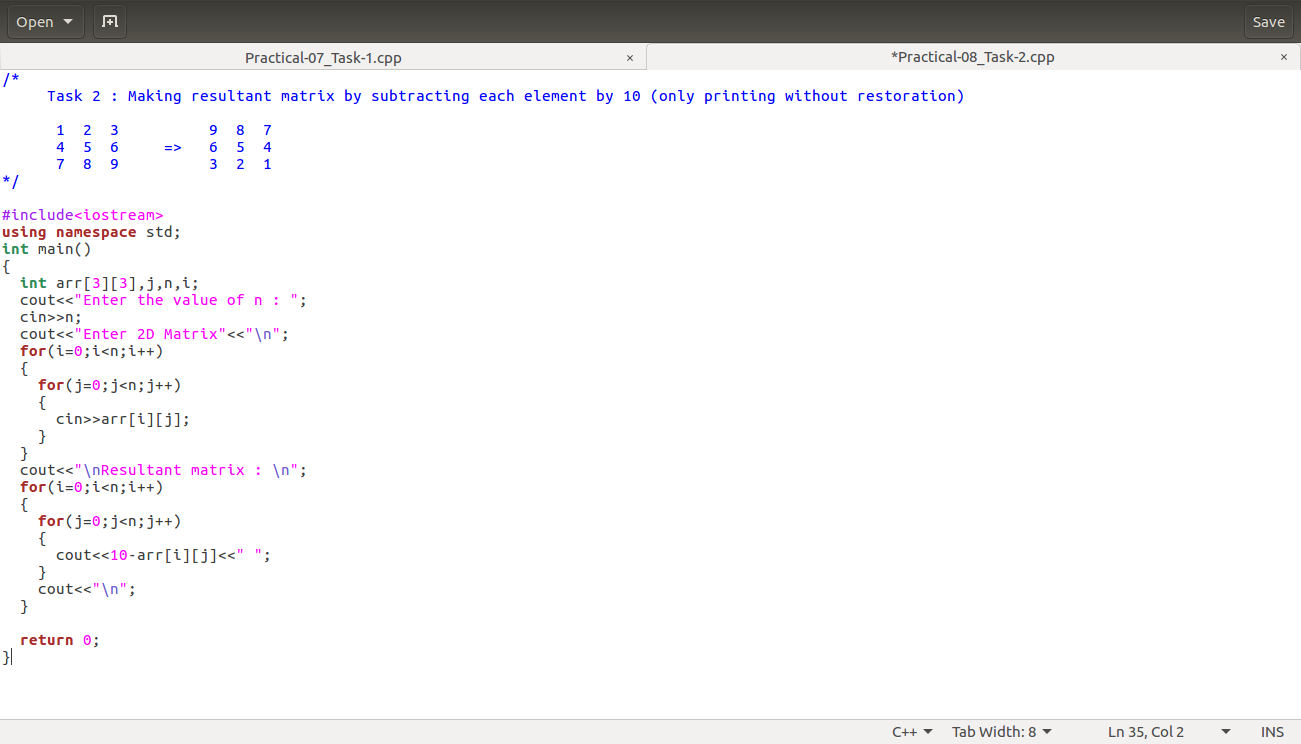 Open
Save
Practical-07_Task-1.cpp ×
*Practical-08_Task-2.cpp ×
/*
     Task 2 : Making resultant matrix by subtracting each element by 10 (only printing without restoration)

      1  2  3          9  8  7
      4  5  6     =>   6  5  4
      7  8  9          3  2  1
*/

#include<iostream>
using namespace std;
int main()
{
  int arr[3][3],j,n,i;
  cout<<"Enter the value of n : ";
  cin>>n;
  cout<<"Enter 2D Matrix"<<"\n";
  for(i=0;i<n;i++)
  {
    for(j=0;j<n;j++)
    {
      cin>>arr[i][j];
    }
  }
  cout<<"\nResultant matrix : \n";
  for(i=0;i<n;i++)
  {
    for(j=0;j<n;j++)
    {
      cout<<10-arr[i][j]<<" ";
    }
    cout<<"\n";
  }

  return 0;
}
C++ Tab Width: 8 Ln 35, Col 2 INS